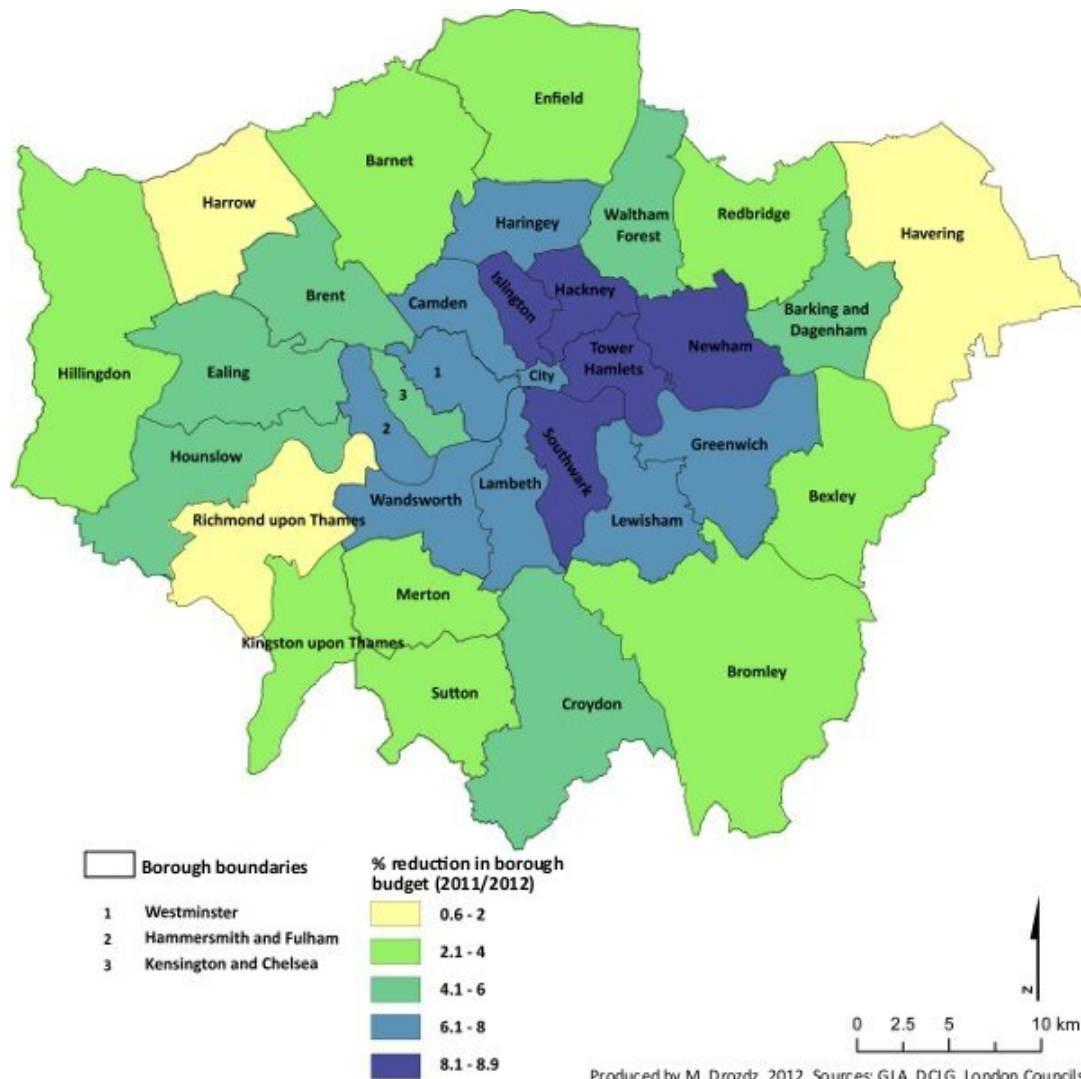 Enfield
Barnet
Harrow
Haringey
Waltham
Forest
Redbridge
Havering
Hackney
Islington
Camden
Brent
Barking and
Dagenham
Newham
Tower
Hamlets
Hillingdon
Ealing
1
City
3
2
Greenwich
Hounslow
Southwark
Lambeth
Wandsworth
Bexley
Richmond upon Thames
Lewisham
Merton
Kingston upon Thames
Bromley
Sutton
Croydon
Borough boundaries
1 Westminster
2 Hammersmith and Fulham
3 Kensington and Chelsea
% reduction in borough
budget (2011/2012)
0.6 - 2
2.1 - 4
4.1 - 6
6.1 - 8
8.1 - 8.9
N
0 2.5 5 10 km
Produced by M. Drozdz, 2012. Sources: GLA, DCLG, London Councils